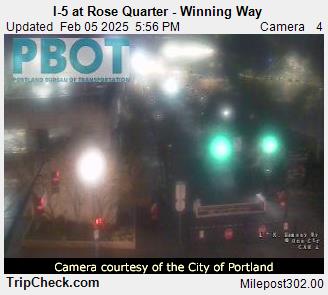 I-5 at Rose Quarter - Winning Way
Updated Feb 05 2025 5:56 PM Camera 4
PBOT
PORTLAND BUREAU OF TRANSPORTATION
Camera courtesy of the City of Portland
TripCheck.com Milepost302.00